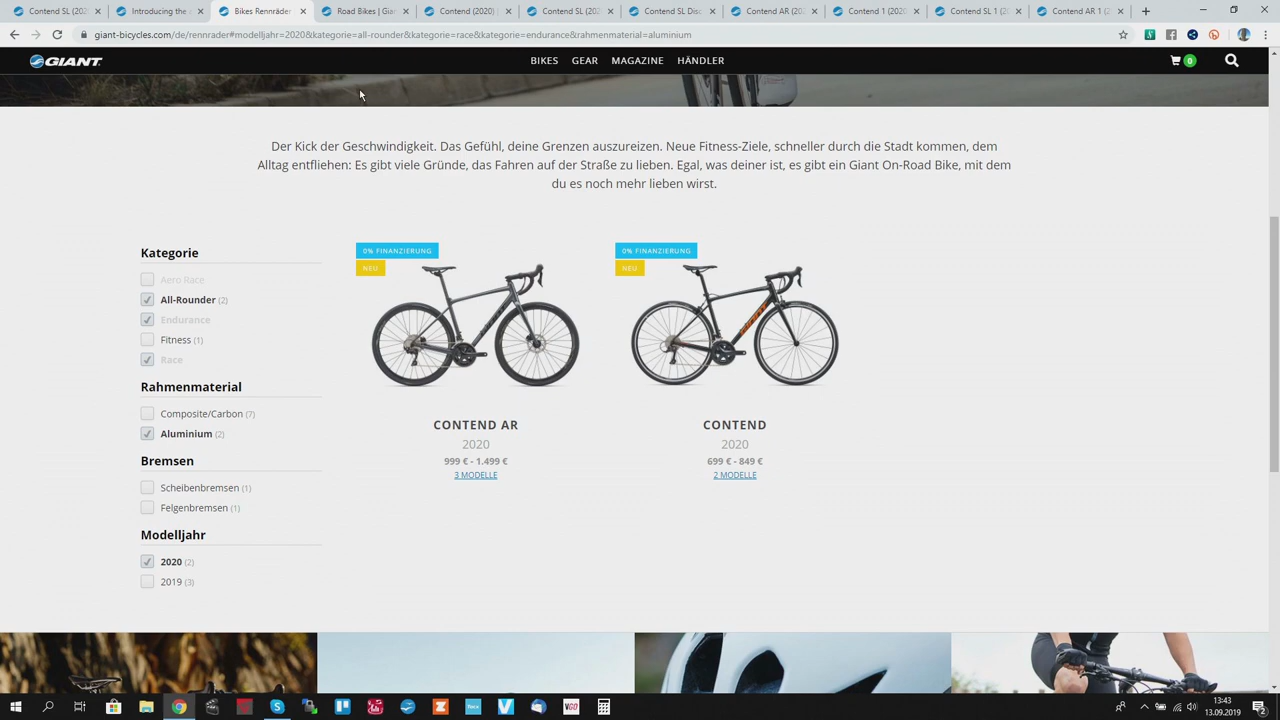 Contend SL (202
Introducing the A
Bikes Rennräder
Road Bikes | Gian
Contend (2020) |
Contend SL (202
Contend SL Disc
Contend AR (202
Contend 1 (2020
Contend SL 1 (2
Contend AR 1 (2
giant-bicycles.com/de/rennrader#modelljahr=2020&kategorie=all-rounder&kategorie=race&kategorie=endurance&rahmenmaterial=aluminium
GIANT
BIKES GEAR MAGAZINE HÄNDLER
0
Der Kick der Geschwindigkeit. Das Gefühl, deine Grenzen auszureizen. Neue Fitness-Ziele, schneller durch die Stadt kommen, dem
Alltag entfliehen: Es gibt viele Gründe, das Fahren auf der Straße zu lieben. Egal, was deiner ist, es gibt ein Giant On-Road Bike, mit dem
du es noch mehr lieben wirst.
Kategorie
Aero Race
All-Rounder (2)
Endurance
Fitness (1)
Race
Rahmenmaterial
Composite/Carbon (7)
Aluminium (2)
Bremsen
Scheibenbremsen (1)
Felgenbremsen (1)
Modelljahr
2020 (2)
2019 (3)
0% FINANZIERUNG
NEU
CONTEND AR
2020
999 € - 1.499 €
3 MODELLE
0% FINANZIERUNG
NEU
GIANT
CONTEND
2020
699 € - 849 €
2 MODELLE
VGO
13:43
13.09.2019
2